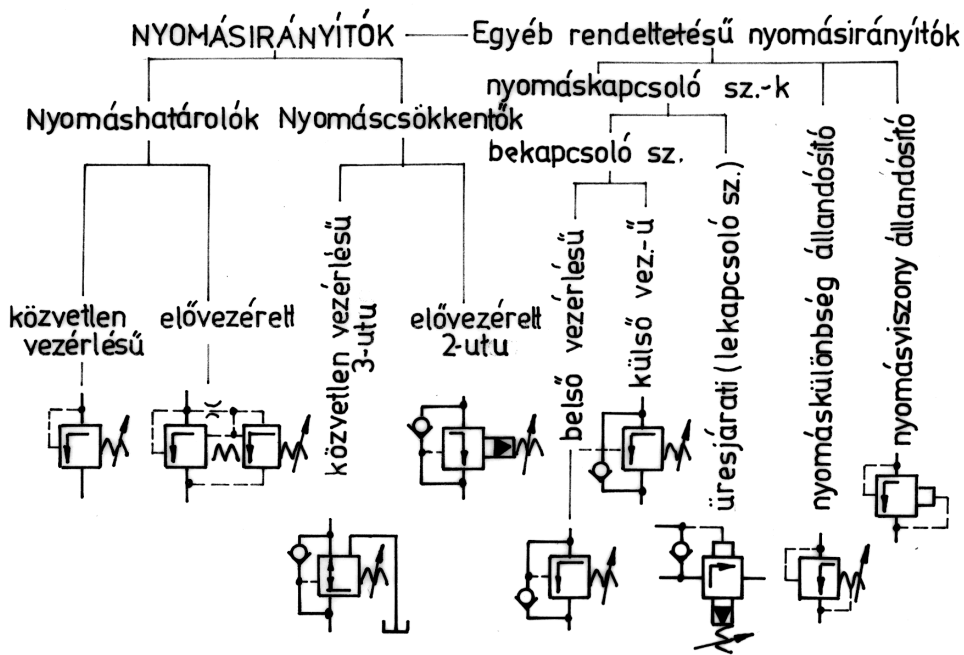 NYOMÁSIRÁNYÍTÓK
Egyéb rendeltetésű nyomásirányítók
nyomáskapcsoló sz.-k
Nyomáshatárolók
Nyomáscsökkentők
bekapcsoló sz.
közvetlen
vezérlésű
elővezérelt
közvetlen vezérlésű
3-utu
elővezérelt
2-utu
belső vezérlésű
külső vez.-ű
üresjárati (lekapcsoló sz.)
nyomáskülönbség állandósító
nyomásviszony állandósító